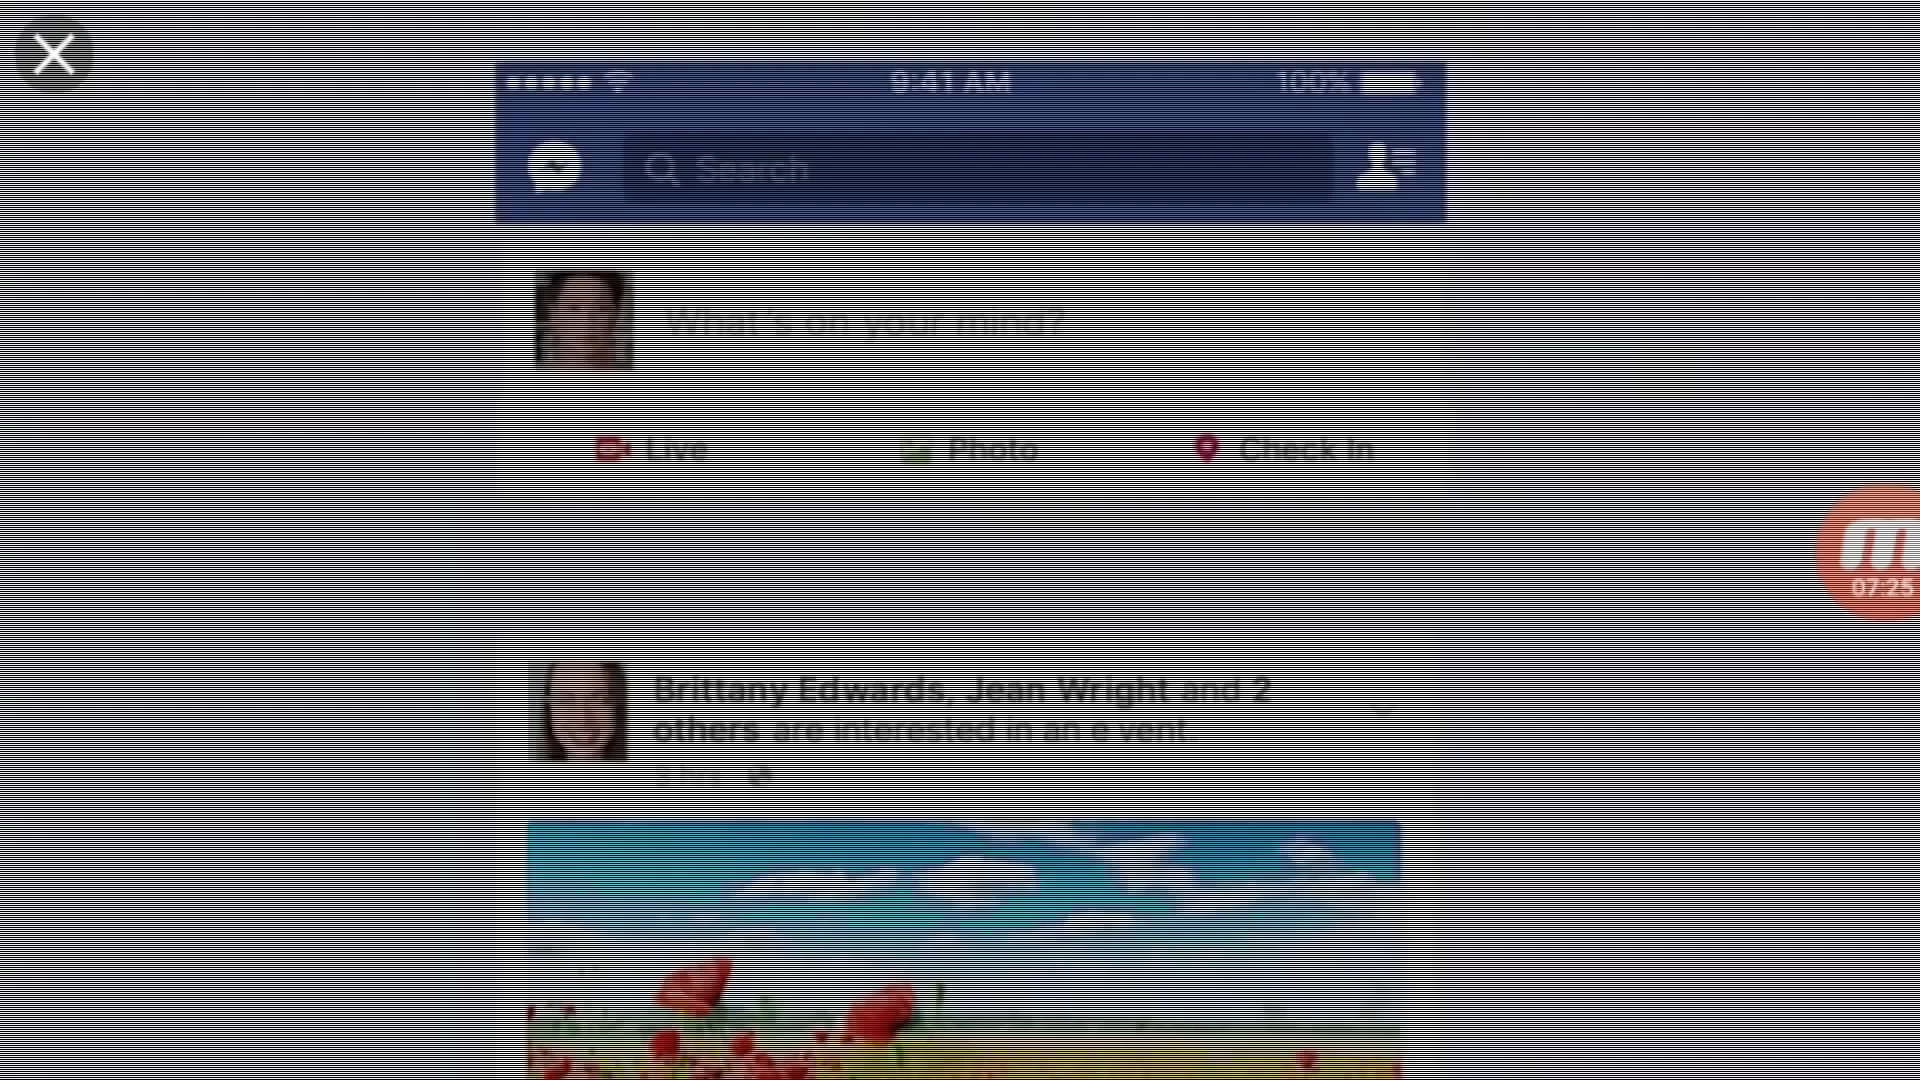 9:41 AM
100%
Search
What's on your mind?
Live
Photo
Check In
07:25
Brittany Edwards, Jean Wright and 2
others are interested in an event.
hrs